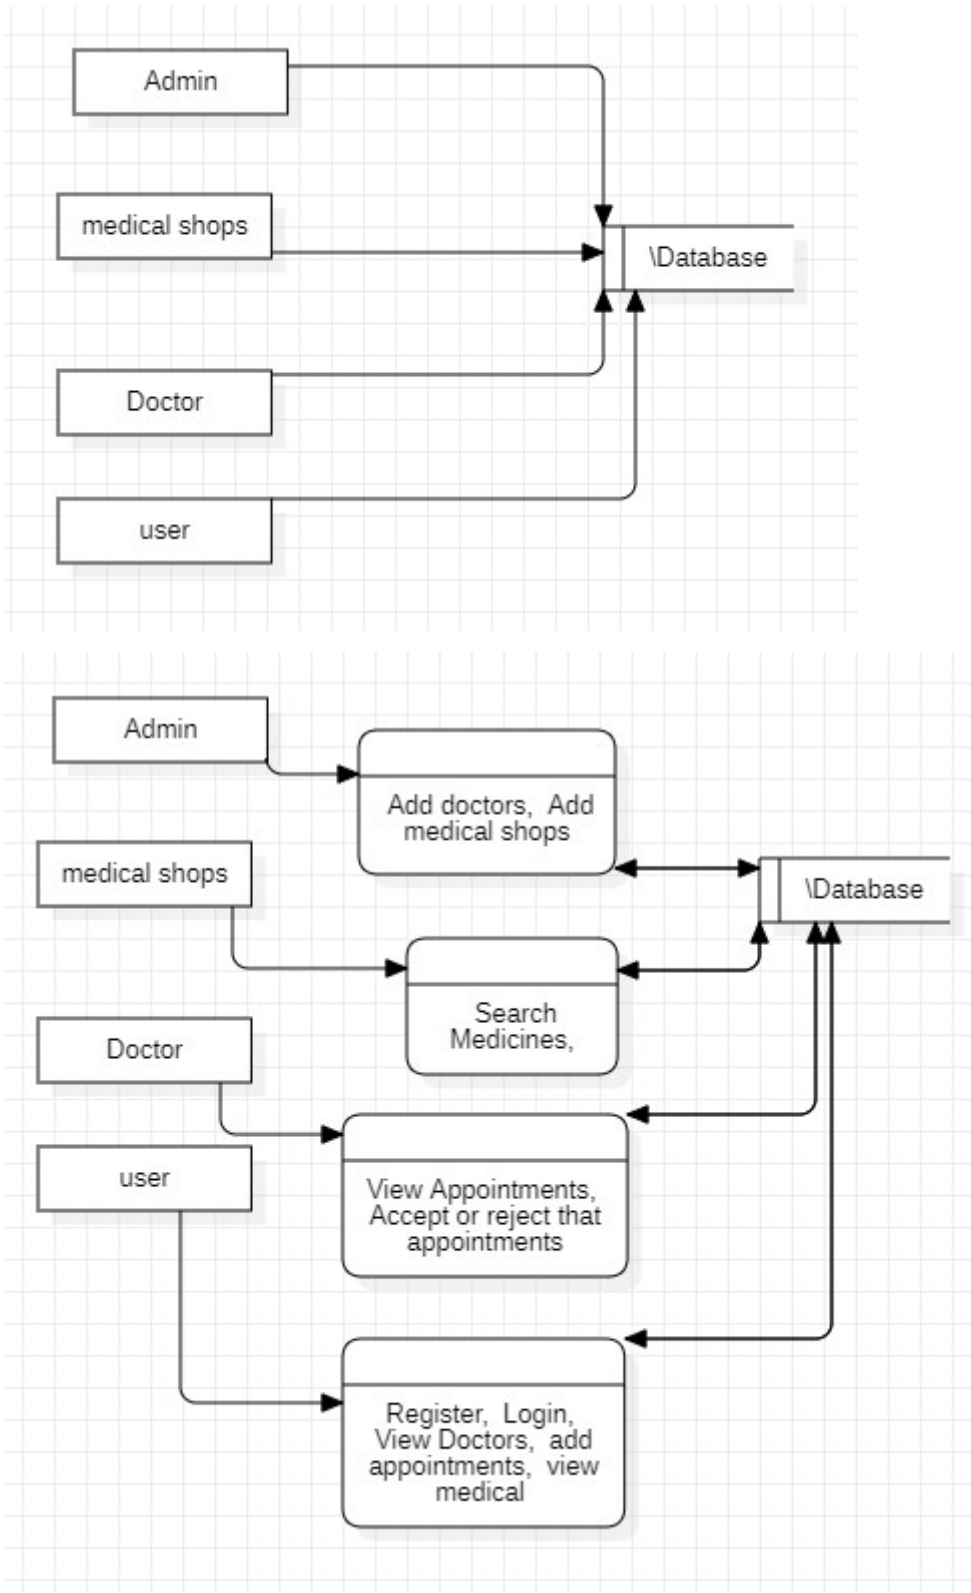 Admin
medical shops
\Database
Doctor
user
Admin
Add doctors,  Add
medical shops
medical shops
\Database
Search
Medicines,
Doctor
View Appointments,
Accept or reject that
appointments
user
Register,  Login,
View Doctors,  add
appointments,  view
medical